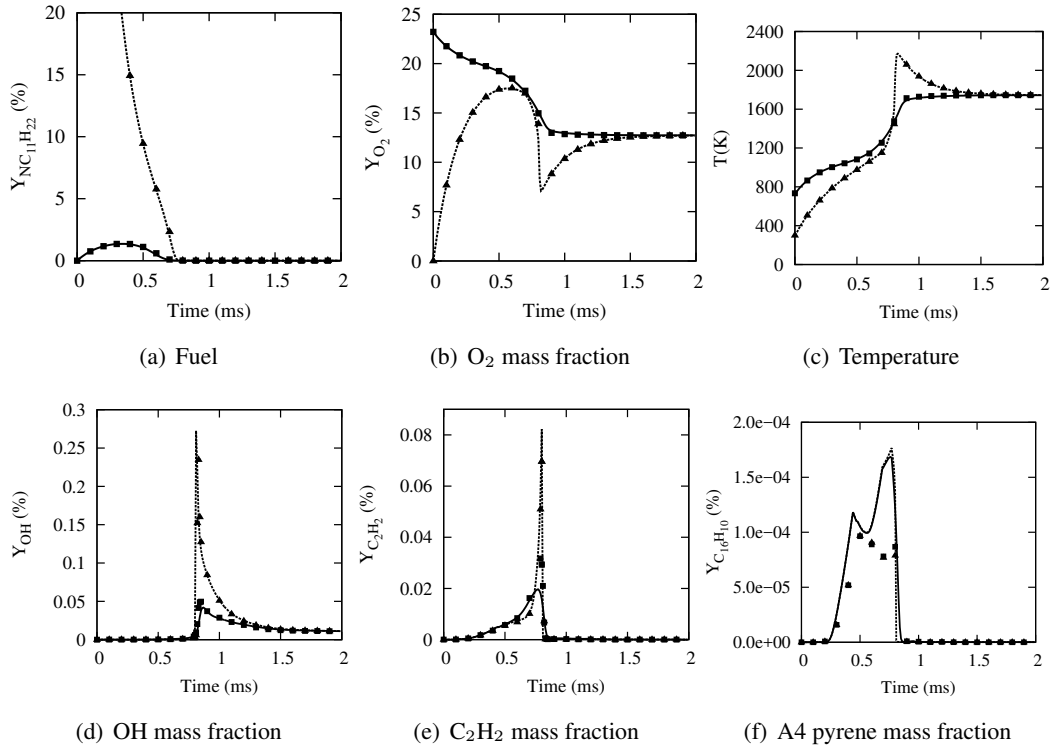 20
15
10
5
0
0 0.5 1 1.5 2
Y_NC11H22 (%)
Time (ms)
(a) Fuel
25
20
15
10
5
0
0 0.5 1 1.5 2
Y_O2 (%)
Time (ms)
(b) O₂ mass fraction
2400
2000
1600
1200
800
400
0
0 0.5 1 1.5 2
T(K)
Time (ms)
(c) Temperature
0.3
0.25
0.2
0.15
0.1
0.05
0
0 0.5 1 1.5 2
Y_OH (%)
Time (ms)
(d) OH mass fraction
0.08
0.06
0.04
0.02
0
0 0.5 1 1.5 2
Y_C2H2 (%)
Time (ms)
(e) C₂H₂ mass fraction
2.0e−04
1.5e−04
1.0e−04
5.0e−05
0.0e+00
0 0.5 1 1.5 2
Y_C16H10 (%)
Time (ms)
(f) A4 pyrene mass fraction